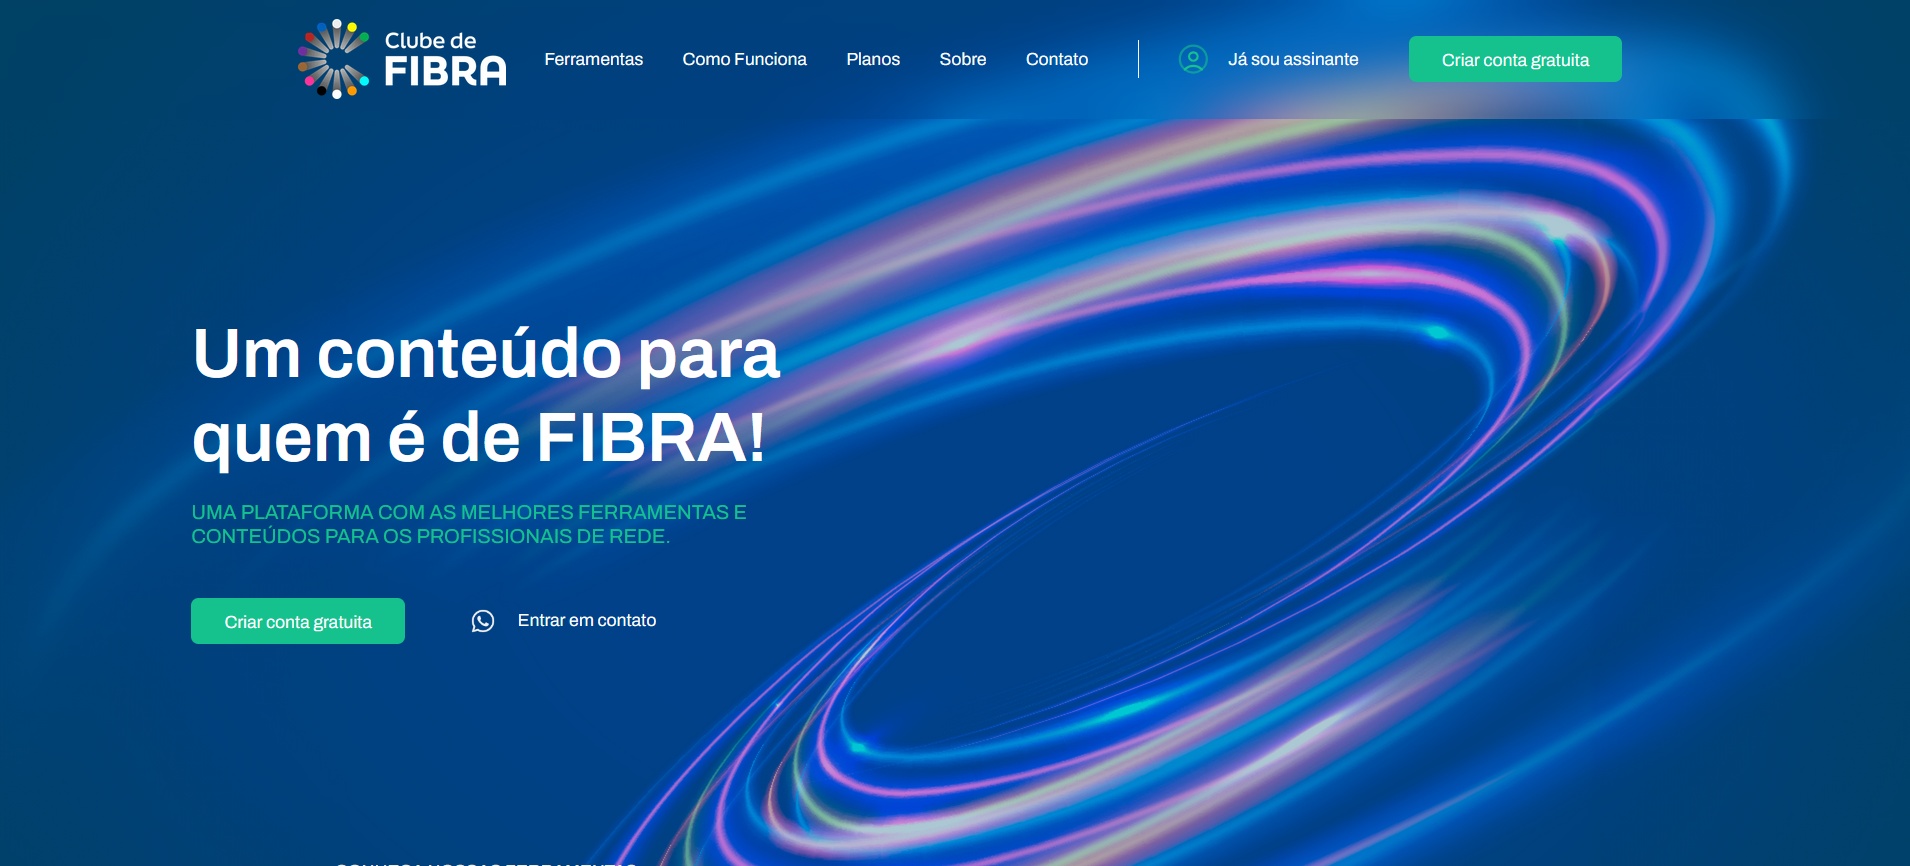 Clube de
FIBRA
Ferramentas
Como Funciona
Planos
Sobre
Contato
Já sou assinante
Criar conta gratuita
Um conteúdo para
quem é de FIBRA!
UMA PLATAFORMA COM AS MELHORES FERRAMENTAS E
CONTEÚDOS PARA OS PROFISSIONAIS DE REDE.
Criar conta gratuita
Entrar em contato